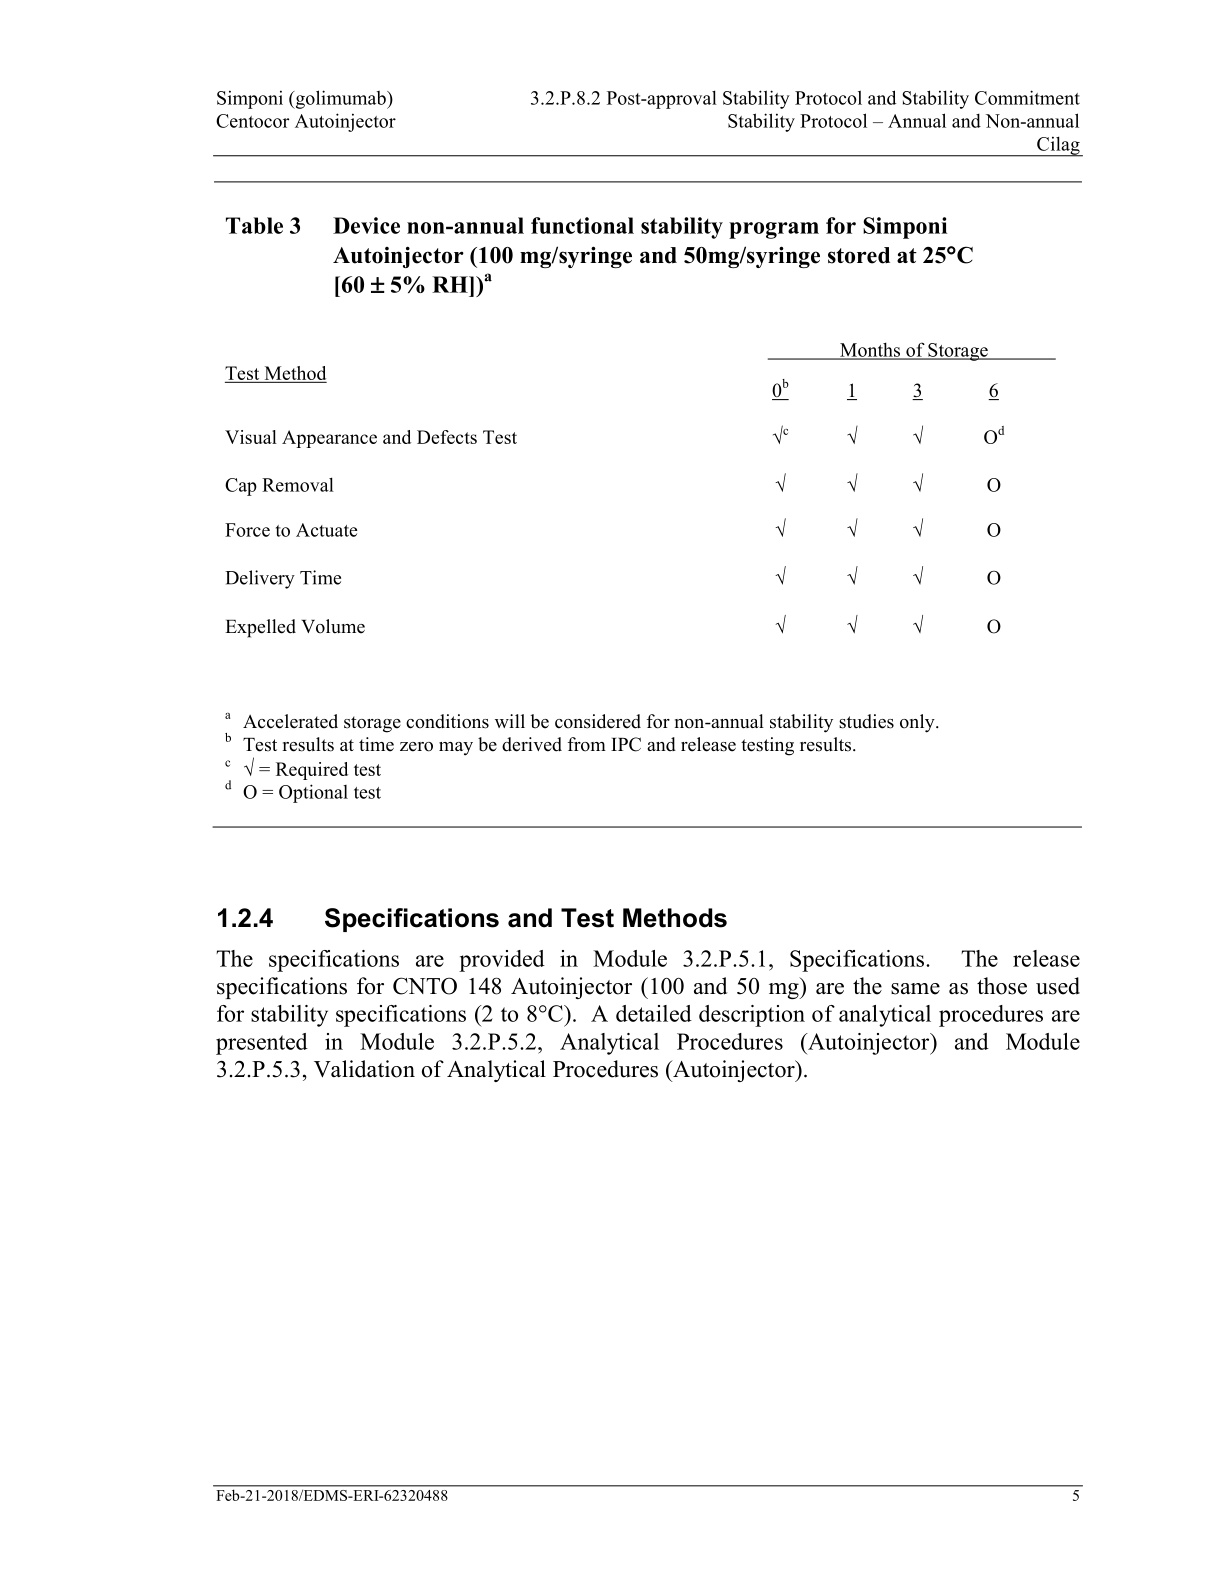 Simponi (golimumab) 3.2.P.8.2 Post-approval Stability Protocol and Stability Commitment
Centocor Autoinjector Stability Protocol – Annual and Non-annual
Cilag
Table 3 Device non-annual functional stability program for Simponi
Autoinjector (100 mg/syringe and 50mg/syringe stored at 25°C
[60 ± 5% RH])a
Months of Storage
Test Method
0b 1 3 6
Visual Appearance and Defects Test √c √ √ Od
Cap Removal √ √ √ O
Force to Actuate √ √ √ O
Delivery Time √ √ √ O
Expelled Volume √ √ √ O
a Accelerated storage conditions will be considered for non-annual stability studies only.
b Test results at time zero may be derived from IPC and release testing results.
c √ = Required test
d O = Optional test
1.2.4 Specifications and Test Methods
The specifications are provided in Module 3.2.P.5.1, Specifications. The release
specifications for CNTO 148 Autoinjector (100 and 50 mg) are the same as those used
for stability specifications (2 to 8°C). A detailed description of analytical procedures are
presented in Module 3.2.P.5.2, Analytical Procedures (Autoinjector) and Module
3.2.P.5.3, Validation of Analytical Procedures (Autoinjector).
Feb-21-2018/EDMS-ERI-62320488 5